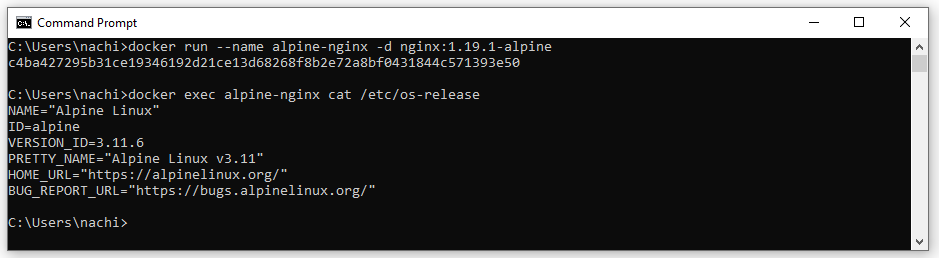 Command Prompt
C:\Users\nachi>docker run --name alpine-nginx -d nginx:1.19.1-alpine
c4ba427295b31ce19346192d21ce13d68268f8b2e72a8bf0431844c571393e50
C:\Users\nachi>docker exec alpine-nginx cat /etc/os-release
NAME="Alpine Linux"
ID=alpine
VERSION_ID=3.11.6
PRETTY_NAME="Alpine Linux v3.11"
HOME_URL="https://alpinelinux.org/"
BUG_REPORT_URL="https://bugs.alpinelinux.org/"
C:\Users\nachi>